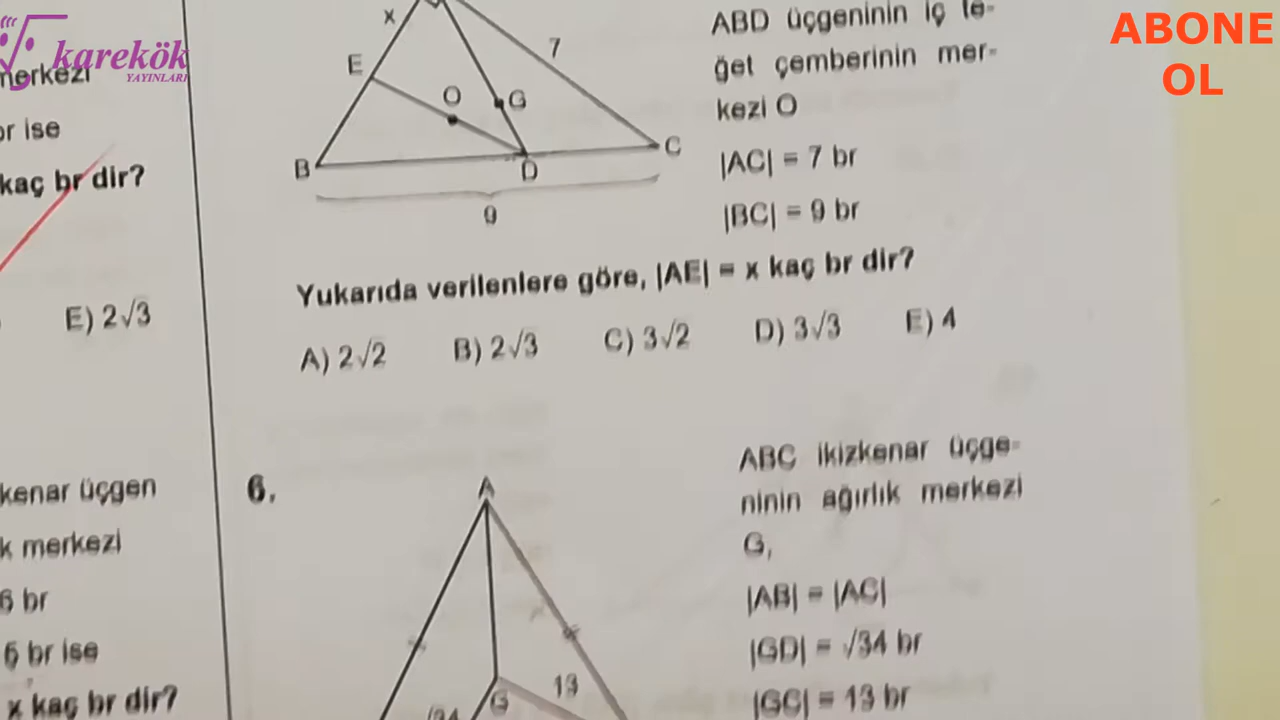 ABONE
OL
karekök
YAYINLARI
merkezi
br ise
kaç br dir?
E) 2√3
kenar üçgen
k merkezi
6 br
6 br ise
x kaç br dir?
x
7
E
O
G
B
D
C
9
ABD üçgeninin iç te-
ğet çemberinin mer-
kezi O
|AC| = 7 br
|BC| = 9 br
Yukarıda verilenlere göre, |AE| = x kaç br dir?
A) 2√2 B) 2√3 C) 3√2 D) 3√3 E) 4
6.
A
G
13
√34
ABC ikizkenar üçge-
ninin ağırlık merkezi
G,
|AB| = |AC|
|GD| = √34 br
|GC| = 13 br